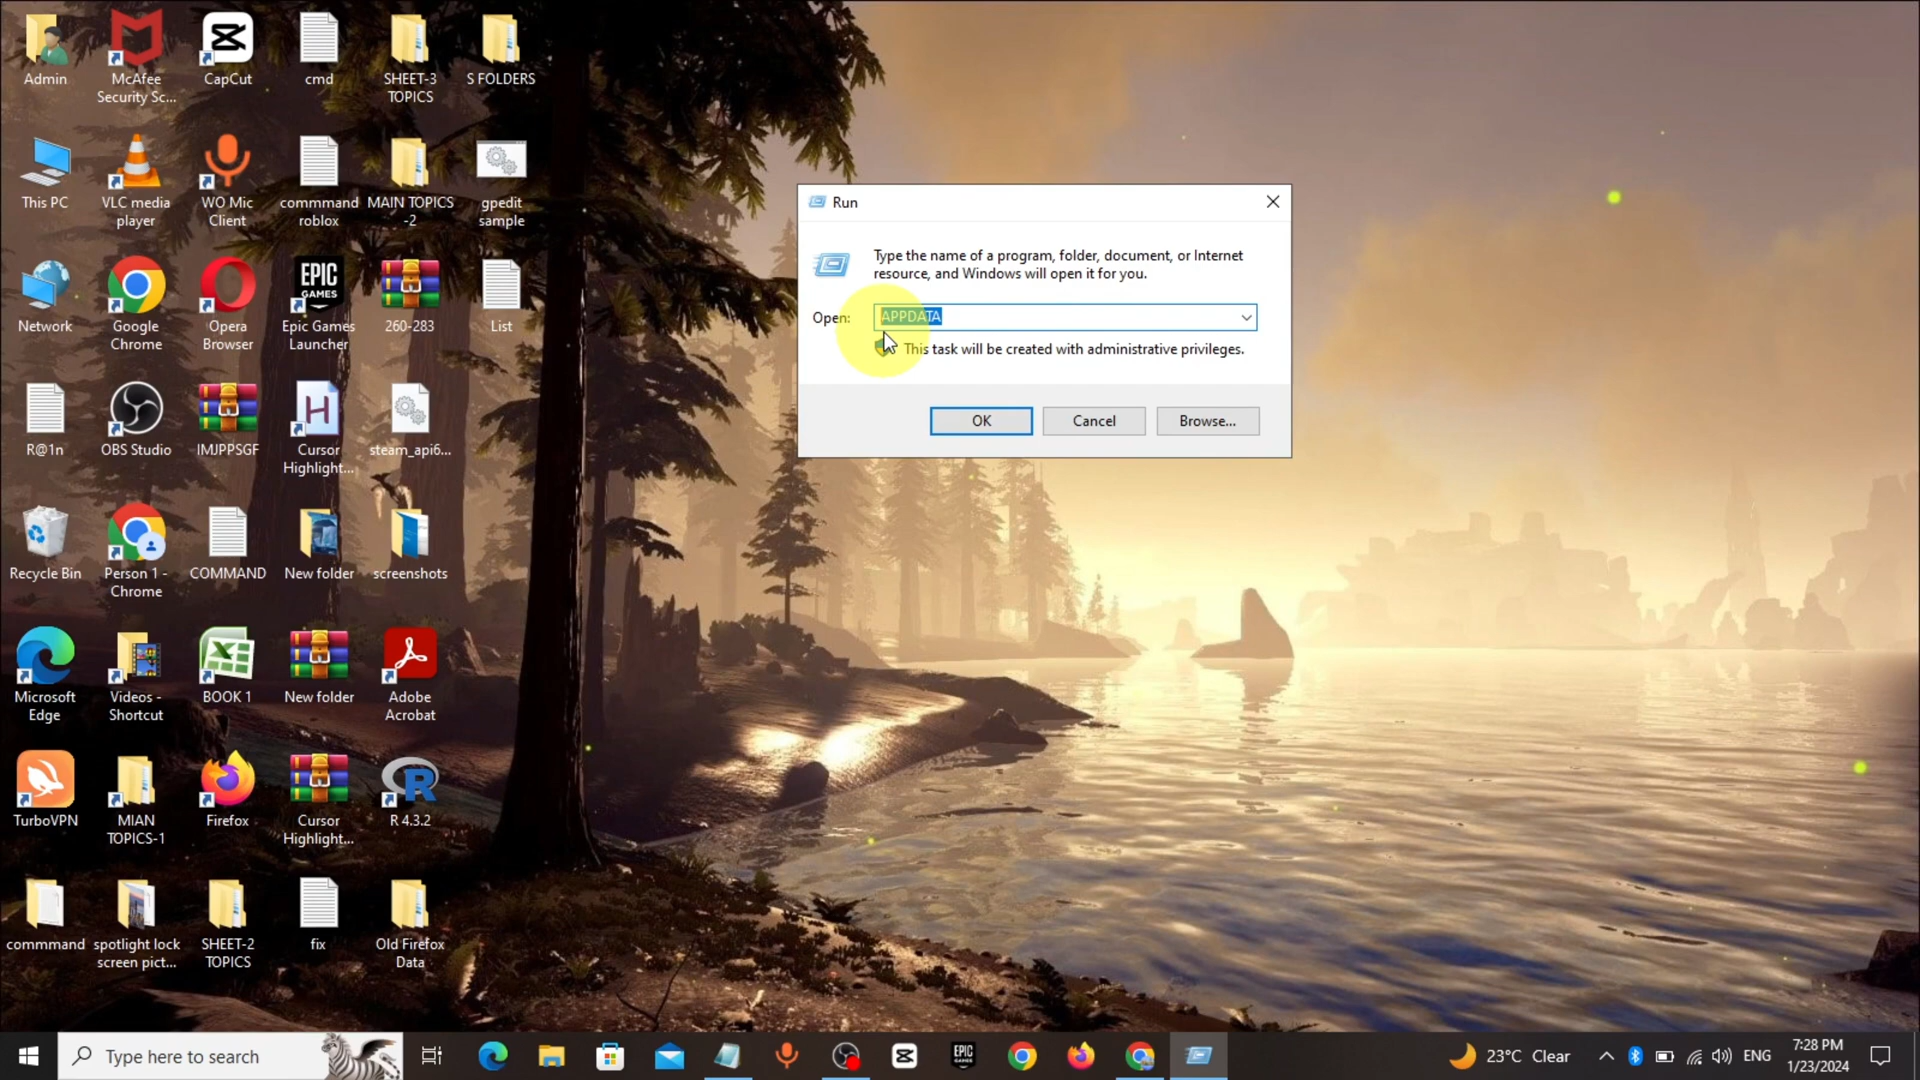 Admin
McAfee
Security Sc...
CapCut
cmd
SHEET-3
TOPICS
S FOLDERS
This PC
VLC media
player
WO Mic
Client
commmand
roblox
MAIN TOPICS
-2
gpedit
sample
Network
Google
Chrome
Opera
Browser
EPIC
GAMES
Epic Games
Launcher
260-283
List
R@1n
OBS Studio
IMJPPSGF
Cursor
Highlight...
steam_api6...
Recycle Bin
Person 1 -
Chrome
COMMAND
New folder
screenshots
Microsoft
Edge
Videos -
Shortcut
BOOK 1
New folder
Adobe
Acrobat
TurboVPN
MIAN
TOPICS-1
Firefox
Cursor
Highlight...
R 4.3.2
commmand
spotlight lock
screen pict...
SHEET-2
TOPICS
fix
Old Firefox
Data
Run
Type the name of a program, folder, document, or Internet
resource, and Windows will open it for you.
Open:
APPDATA
This task will be created with administrative privileges.
OK
Cancel
Browse...
Type here to search
EPIC
23°C Clear
ENG
7:28 PM
1/23/2024